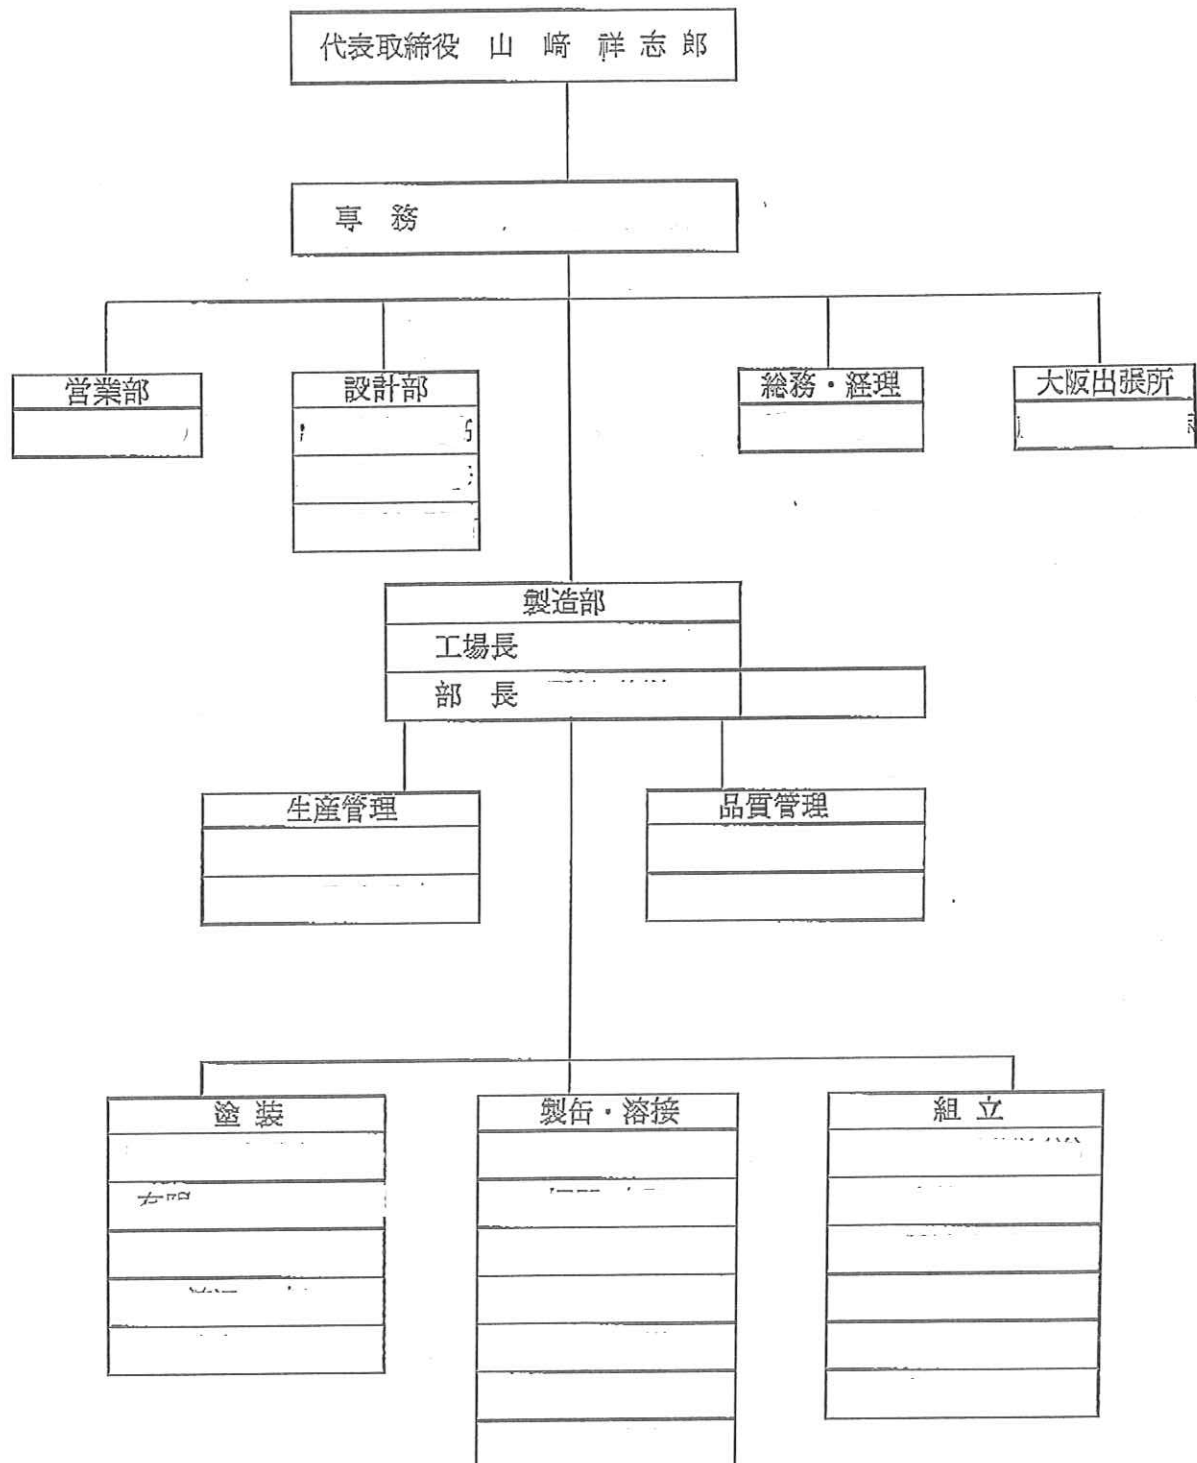 代表取締役 山 﨑 祥 志 郎
専 務
営業部
設計部
総務・経理
大阪出張所
製造部
工場長
部 長
生産管理
品質管理
塗 装
製缶・溶接
組 立